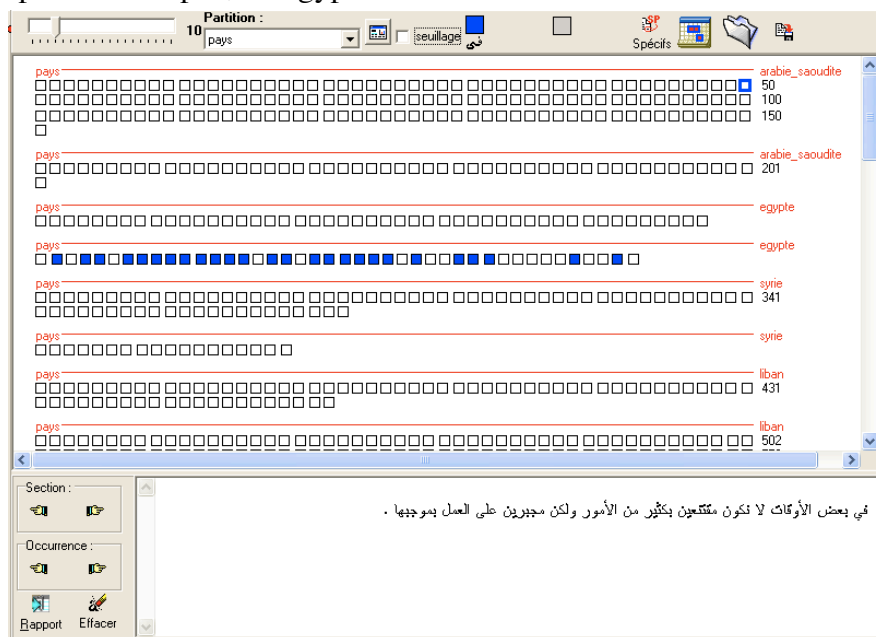 Partition :
10 pays seuillage فى Spécifs
pays arabie_saoudite
50
100
150
pays arabie_saoudite
201
pays egypte
pays egypte
pays syrie
341
pays syrie
pays liban
431
pays liban
502
Section :
في بعض الأوقات لا نكون مقتنعين بكثير من الأمور ولكن مجبرين على العمل بموجبها .
Occurrence :
Rapport Effacer